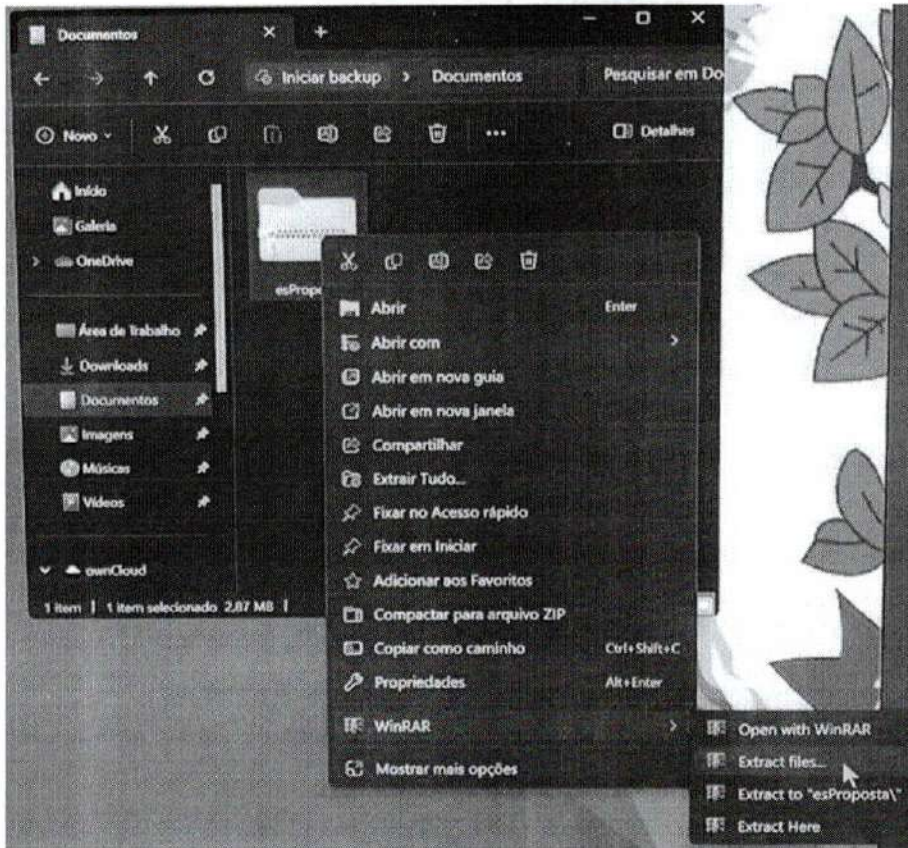 Documentos
Iniciar backup > Documentos
Pesquisar em Do
Novo
Detalhes
Início
Galeria
OneDrive
Área de Trabalho
Downloads
Documentos
Imagens
Músicas
Vídeos
ownCloud
1 item | 1 item selecionado 2,87 MB |
esPropo
Abrir Enter
Abrir com
Abrir em nova guia
Abrir em nova janela
Compartilhar
Extrair Tudo...
Fixar no Acesso rápido
Fixar em Iniciar
Adicionar aos Favoritos
Compactar para arquivo ZIP
Copiar como caminho Ctrl+Shift+C
Propriedades Alt+Enter
WinRAR
Mostrar mais opções
Open with WinRAR
Extract files...
Extract to "esProposta\"
Extract Here